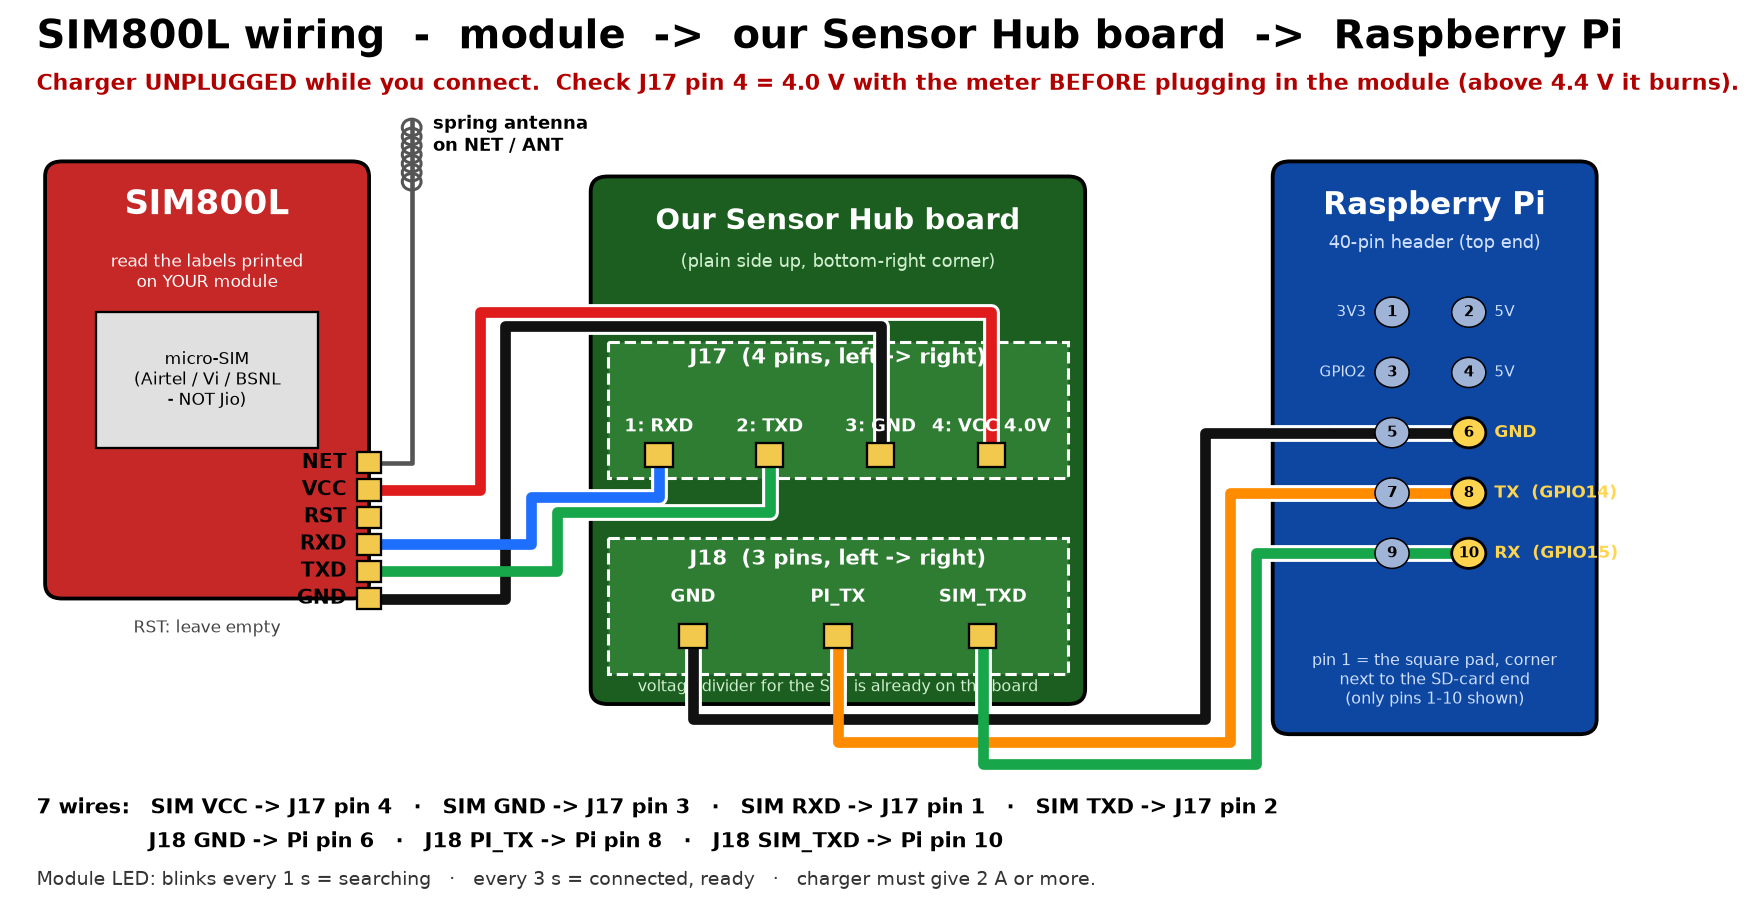 SIM800L wiring  -  module  ->  our Sensor Hub board  ->  Raspberry Pi
Charger UNPLUGGED while you connect.  Check J17 pin 4 = 4.0 V with the meter BEFORE plugging in the module (above 4.4 V it burns).
spring antenna
on NET / ANT
SIM800L
read the labels printed
on YOUR module
micro-SIM
(Airtel / Vi / BSNL
- NOT Jio)
NET
VCC
RST
RXD
TXD
GND
RST: leave empty
Our Sensor Hub board
(plain side up, bottom-right corner)
J17  (4 pins, left -> right)
1: RXD
2: TXD
3: GND
4: VCC 4.0V
J18  (3 pins, left -> right)
GND
PI_TX
SIM_TXD
voltage divider for the SIM is already on the board
Raspberry Pi
40-pin header (top end)
3V3 1 2 5V
GPIO2 3 4 5V
5 6 GND
7 8 TX  (GPIO14)
9 10 RX  (GPIO15)
pin 1 = the square pad, corner
next to the SD-card end
(only pins 1-10 shown)
7 wires:   SIM VCC -> J17 pin 4   ·   SIM GND -> J17 pin 3   ·   SIM RXD -> J17 pin 1   ·   SIM TXD -> J17 pin 2
J18 GND -> Pi pin 6   ·   J18 PI_TX -> Pi pin 8   ·   J18 SIM_TXD -> Pi pin 10
Module LED: blinks every 1 s = searching   ·   every 3 s = connected, ready   ·   charger must give 2 A or more.